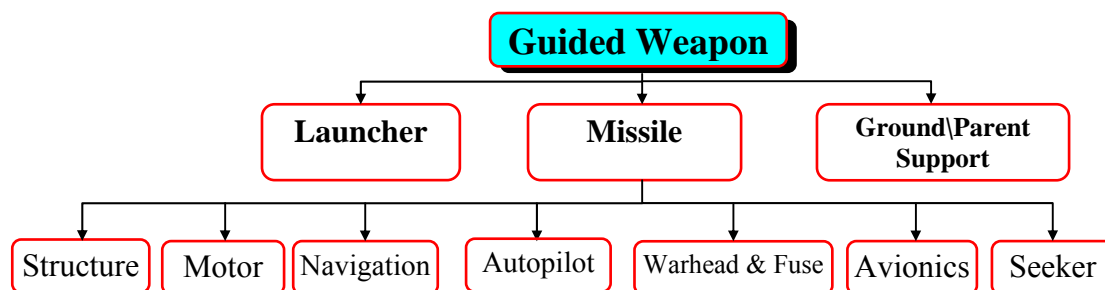 Guided Weapon
Launcher
Missile
Ground\Parent
Support
Structure
Motor
Navigation
Autopilot
Warhead & Fuse
Avionics
Seeker